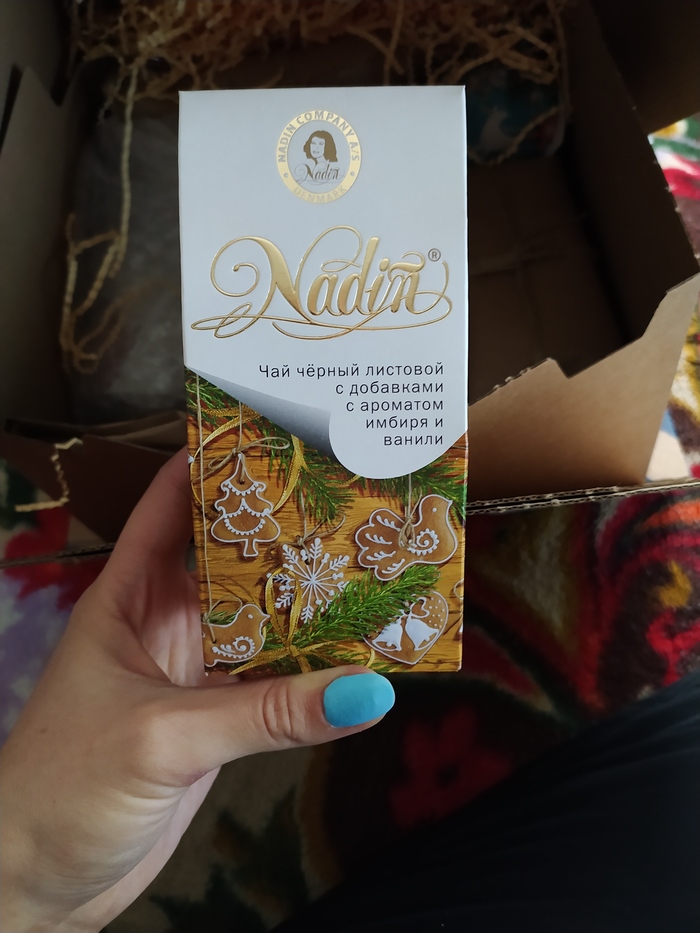 NADIN COMPANY A/S
Nadin
DENMARK
Nadin®
Чай чёрный листовой
с добавками
с ароматом
имбиря и
ванили